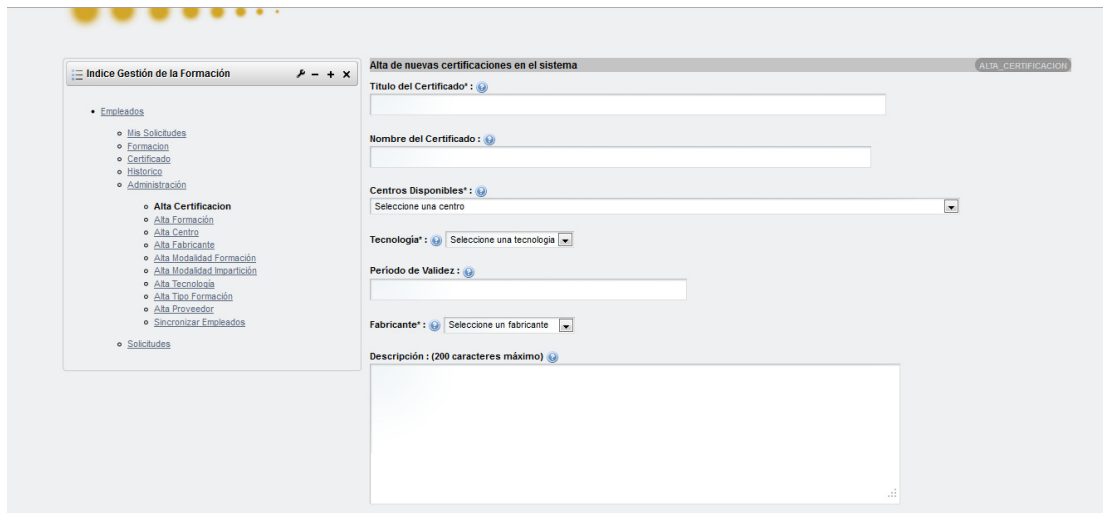 Indice Gestión de la Formación
Empleados
Mis Solicitudes
Formacion
Certificado
Historico
Administración
Alta Certificacion
Alta Formación
Alta Centro
Alta Fabricante
Alta Modalidad Formación
Alta Modalidad Impartición
Alta Tecnologia
Alta Tipo Formación
Alta Proveedor
Sincronizar Empleados
Solicitudes
Alta de nuevas certificaciones en el sistema
ALTA_CERTIFICACION
Titulo del Certificado* :
Nombre del Certificado :
Centros Disponibles* :
Seleccione una centro
Tecnología* : Seleccione una tecnologia
Período de Validez :
Fabricante* : Seleccione un fabricante
Descripción : (200 caracteres máximo)